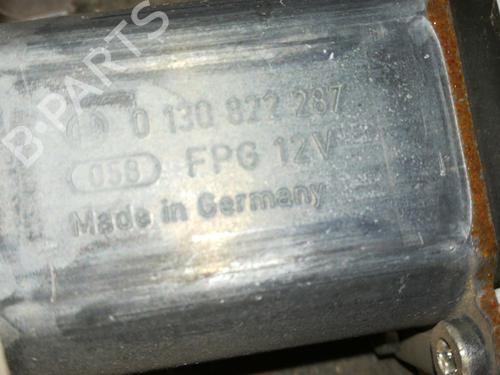 B-PARTS
0 130 822 287
058 FPG 12V
Made in Germany